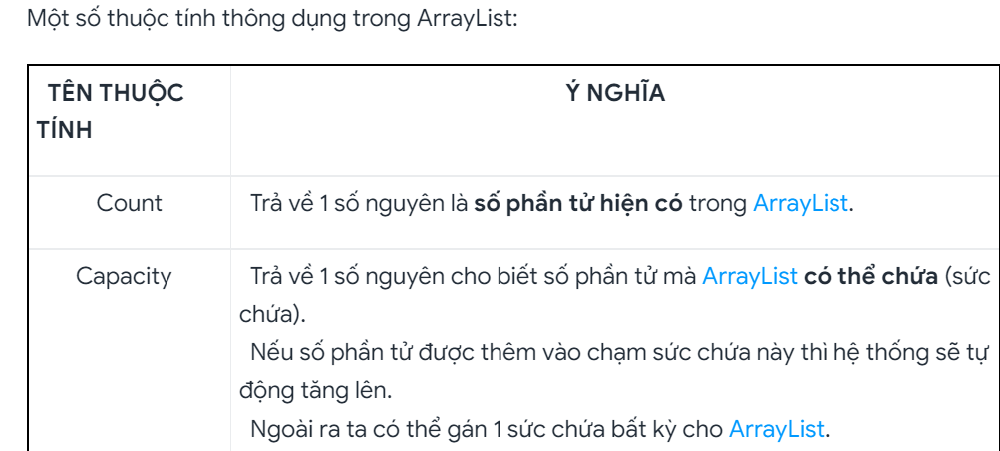 Một số thuộc tính thông dụng trong ArrayList:
TÊN THUỘC
TÍNH
Ý NGHĨA
Count
Trả về 1 số nguyên là số phần tử hiện có trong ArrayList.
Capacity
Trả về 1 số nguyên cho biết số phần tử mà ArrayList có thể chứa (sức
chứa).
Nếu số phần tử được thêm vào chạm sức chứa này thì hệ thống sẽ tự
động tăng lên.
Ngoài ra ta có thể gán 1 sức chứa bất kỳ cho ArrayList.